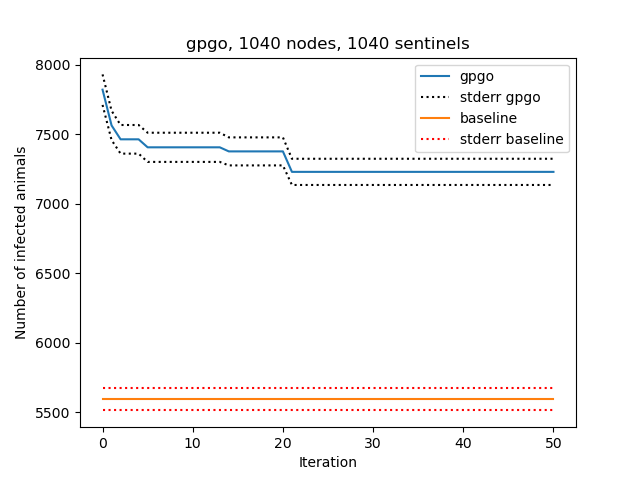 gpgo, 1040 nodes, 1040 sentinels
8000
7500
7000
6500
6000
5500
Number of infected animals
gpgo
stderr gpgo
baseline
stderr baseline
0
10
20
30
40
50
Iteration